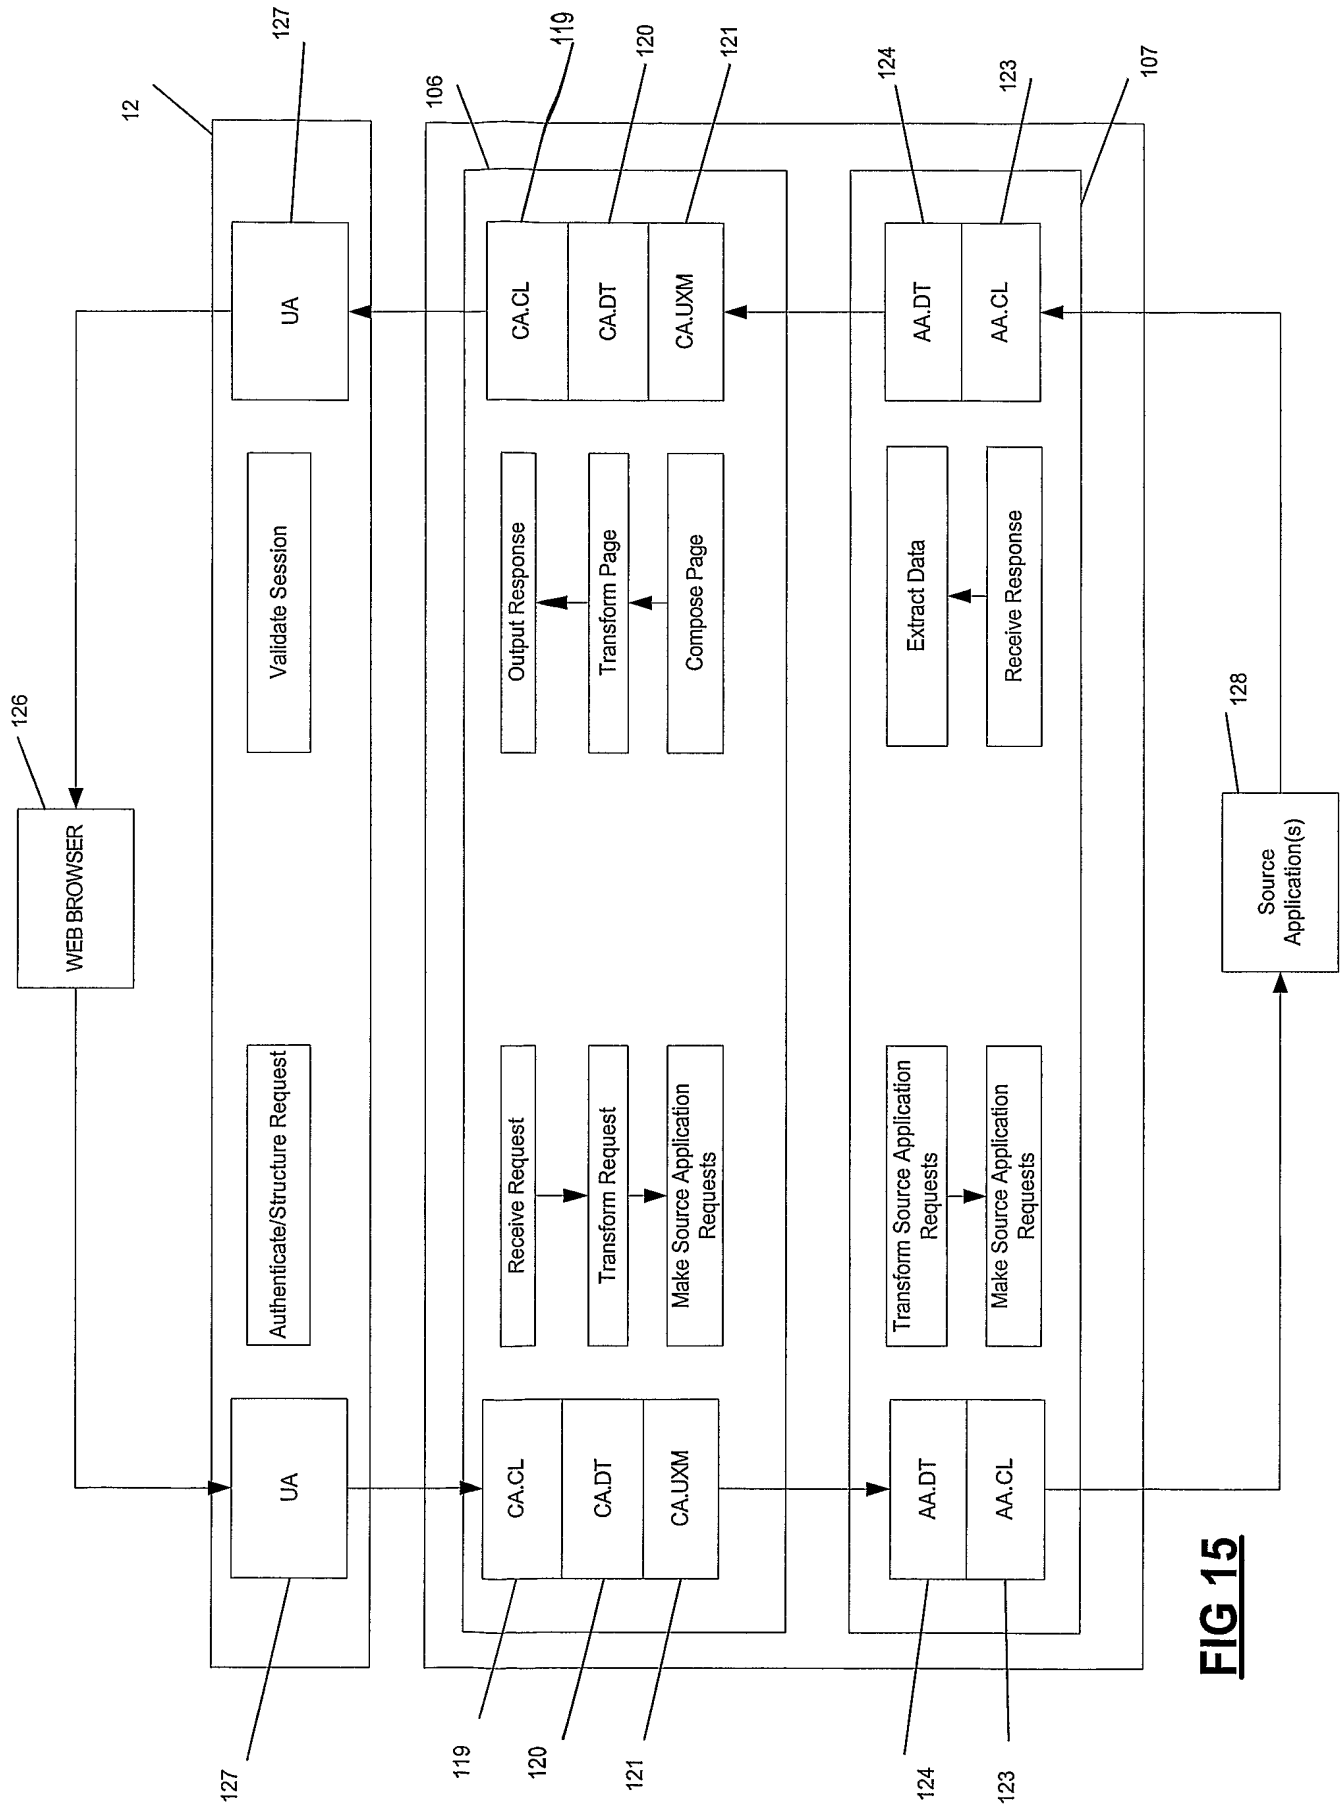 126
WEB BROWSER
12
127
UA
Authenticate/Structure Request
Validate Session
UA
127
106
119
CA.CL
Receive Request
Output Response
CA.CL
119
120
CA.DT
Transform Request
Transform Page
CA.DT
120
121
CA.UXM
Make Source Application
Requests
Compose Page
CA.UXM
121
124
AA.DT
Transform Source Application
Requests
Extract Data
AA.DT
124
123
AA.CL
Make Source Application
Requests
Receive Response
AA.CL
123
107
128
Source
Application(s)
FIG 15